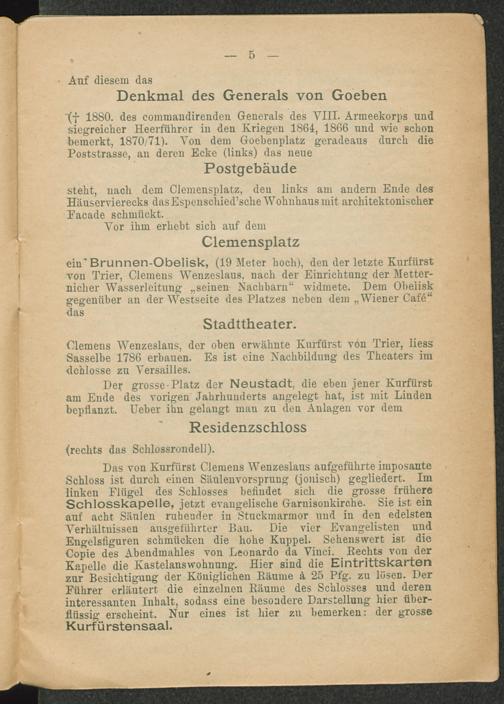 — 5 —
Auf diesem das
Denkmal des Generals von Goeben
(† 1880. des commandirenden Generals des VIII. Armeekorps und
siegreicher Heerführer in den Kriegen 1864, 1866 und wie schon
bemerkt, 1870/71). Von dem Goebenplatz geradeaus durch die
Poststrasse, an deren Ecke (links) das neue
Postgebäude
steht, nach dem Clemensplatz, den links am andern Ende des
Häuservierecks das Espenschied'sche Wohnhaus mit architektonischer
Facade schmückt.
Vor ihm erhebt sich auf dem
Clemensplatz
ein Brunnen-Obelisk, (19 Meter hoch), den der letzte Kurfürst
von Trier, Clemens Wenzeslaus, nach der Einrichtung der Metter-
nicher Wasserleitung „seinen Nachbarn“ widmete. Dem Obelisk
gegenüber an der Westseite des Platzes neben dem „Wiener Café“
das
Stadttheater.
Clemens Wenzeslaus, der oben erwähnte Kurfürst von Trier, liess
Sasselbe 1786 erbauen. Es ist eine Nachbildung des Theaters im
dchlosse zu Versailles.
Der grosse Platz der Neustadt, die eben jener Kurfürst
am Ende des vorigen Jahrhunderts angelegt hat, ist mit Linden
bepflanzt. Ueber ihn gelangt man zu den Anlagen vor dem
Residenzschloss
(rechts das Schlossrondell).
Das von Kurfürst Clemens Wenzeslaus aufgeführte imposante
Schloss ist durch einen Säulenvorsprung (jonisch) gegliedert. Im
linken Flügel des Schlosses befindet sich die grosse frühere
Schlosskapelle, jetzt evangelische Garnisonkirche. Sie ist ein
auf acht Säulen ruhender in Stuckmarmor und in den edelsten
Verhältnissen ausgeführter Bau. Die vier Evangelisten und
Engelsfiguren schmücken die hohe Kuppel. Sehenswert ist die
Copie des Abendmahles von Leonardo da Vinci. Rechts von der
Kapelle die Kastelanswohnung. Hier sind die Eintrittskarten
zur Besichtigung der Königlichen Räume à 25 Pfg. zu lösen. Der
Führer erläutert die einzelnen Räume des Schlosses und deren
interessanten Inhalt, sodass eine besondere Darstellung hier über-
flüssig erscheint. Nur eines ist hier zu bemerken: der grosse
Kurfürstensaal.